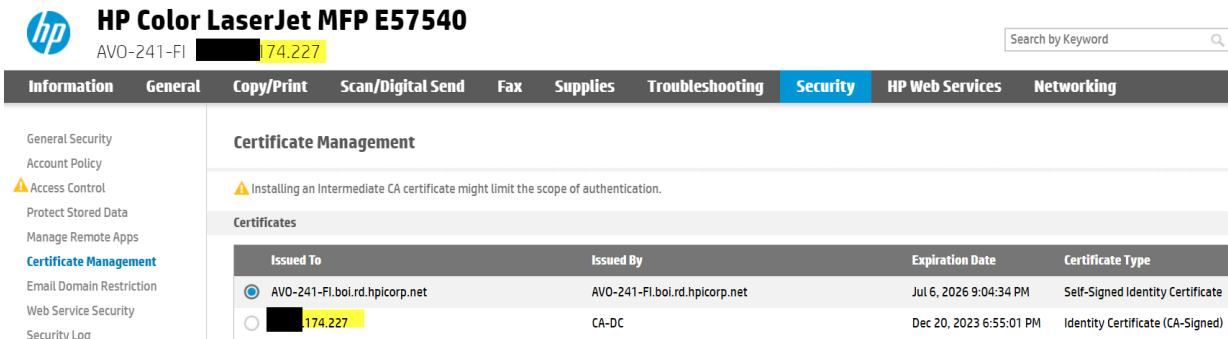 hp
HP Color LaserJet MFP E57540
AVO-241-FI 174.227
Search by Keyword
Information General Copy/Print Scan/Digital Send Fax Supplies Troubleshooting Security HP Web Services Networking
General Security
Account Policy
Access Control
Protect Stored Data
Manage Remote Apps
Certificate Management
Email Domain Restriction
Web Service Security
Security Log
Certificate Management
Installing an Intermediate CA certificate might limit the scope of authentication.
Certificates
Issued To Issued By Expiration Date Certificate Type
AVO-241-FI.boi.rd.hpicorp.net AVO-241-FI.boi.rd.hpicorp.net Jul 6, 2026 9:04:34 PM Self-Signed Identity Certificate
.174.227 CA-DC Dec 20, 2023 6:55:01 PM Identity Certificate (CA-Signed)